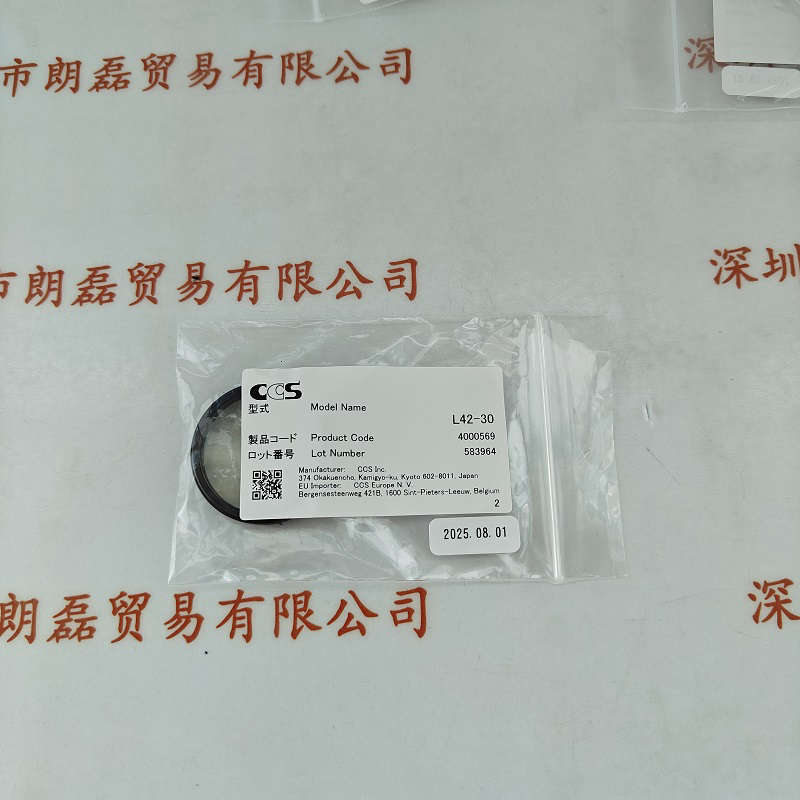 市朗磊贸易有限公司
深
市朗磊贸易有限公司
深圳
CCS
型式 Model Name
L42-30
製品コード Product Code 4000569
ロット番号 Lot Number 583964
Manufacturer: CCS Inc.
374 Okakuencho, Kamigyo-ku, Kyoto 602-8011, Japan
EU Importer: CCS Europe N. V.
Bergensesteenweg 421B, 1600 Sint-Pieters-Leeuw, Belgium
2
2025.08.01
朗磊贸易有限公司
深